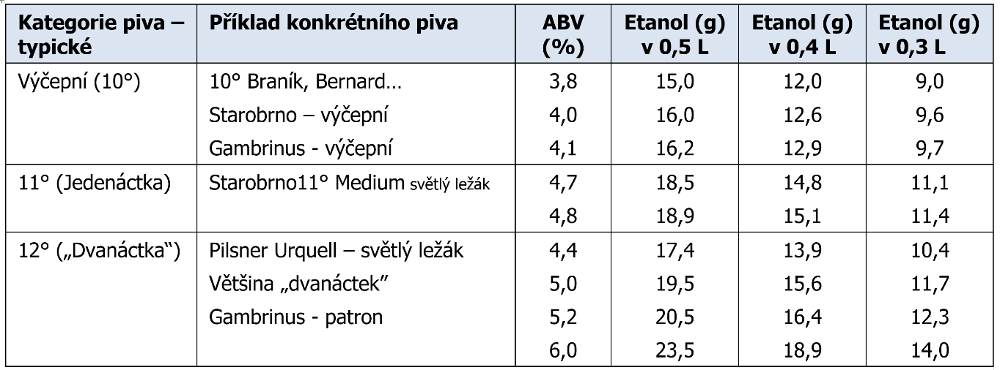 Kategorie piva – typické Příklad konkrétního piva ABV (%) Etanol (g) v 0,5 L Etanol (g) v 0,4 L Etanol (g) v 0,3 L
Výčepní (10°) 10° Braník, Bernard... 3,8 15,0 12,0 9,0
Starobrno – výčepní 4,0 16,0 12,6 9,6
Gambrinus - výčepní 4,1 16,2 12,9 9,7
11° (Jedenáctka) Starobrno11° Medium světlý ležák 4,7 18,5 14,8 11,1
4,8 18,9 15,1 11,4
12° („Dvanáctka“) Pilsner Urquell – světlý ležák 4,4 17,4 13,9 10,4
Většina „dvanáctek” 5,0 19,5 15,6 11,7
Gambrinus - patron 5,2 20,5 16,4 12,3
6,0 23,5 18,9 14,0